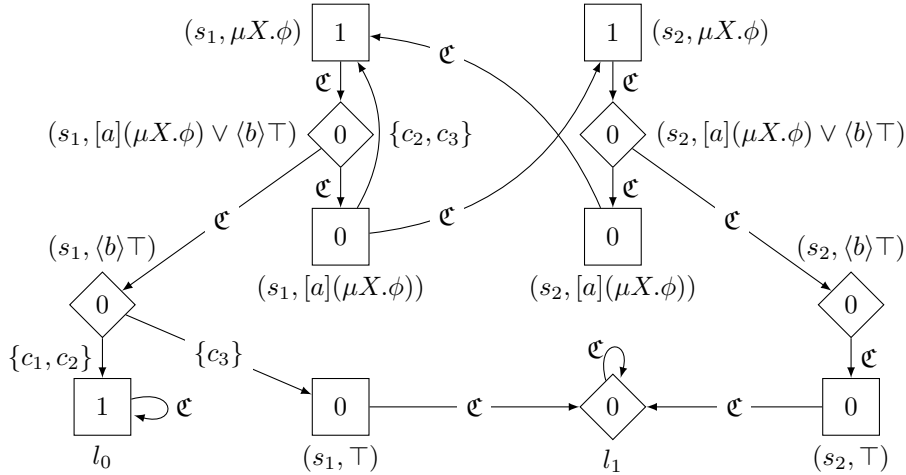 (s₁, μX.ϕ) 1 1 (s₂, μX.ϕ)
ℭ ℭ ℭ
(s₁, [a](μX.ϕ) ∨ ⟨b⟩⊤) 0 {c₂, c₃} 0 (s₂, [a](μX.ϕ) ∨ ⟨b⟩⊤)
ℭ ℭ
ℭ 0 ℭ 0 ℭ
(s₁, ⟨b⟩⊤) (s₂, ⟨b⟩⊤)
(s₁, [a](μX.ϕ)) (s₂, [a](μX.ϕ))
0 0
{c₁, c₂} {c₃} ℭ ℭ
1 ℭ 0 ℭ 0 ℭ 0
l₀ (s₁, ⊤) l₁ (s₂, ⊤)